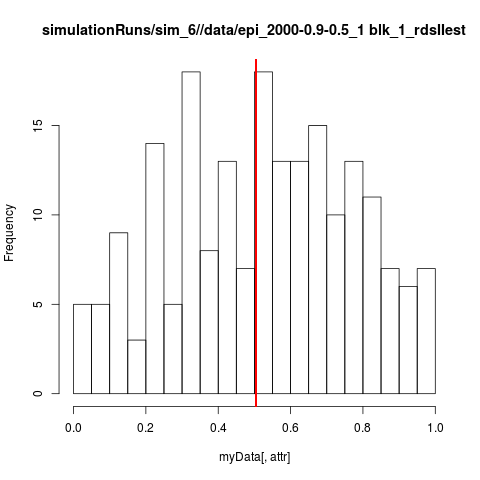 simulationRuns/sim_6//data/epi_2000-0.9-0.5_1 blk_1_rdsIlest
Frequency
15
10
5
0
0.0 0.2 0.4 0.6 0.8 1.0
myData[, attr]